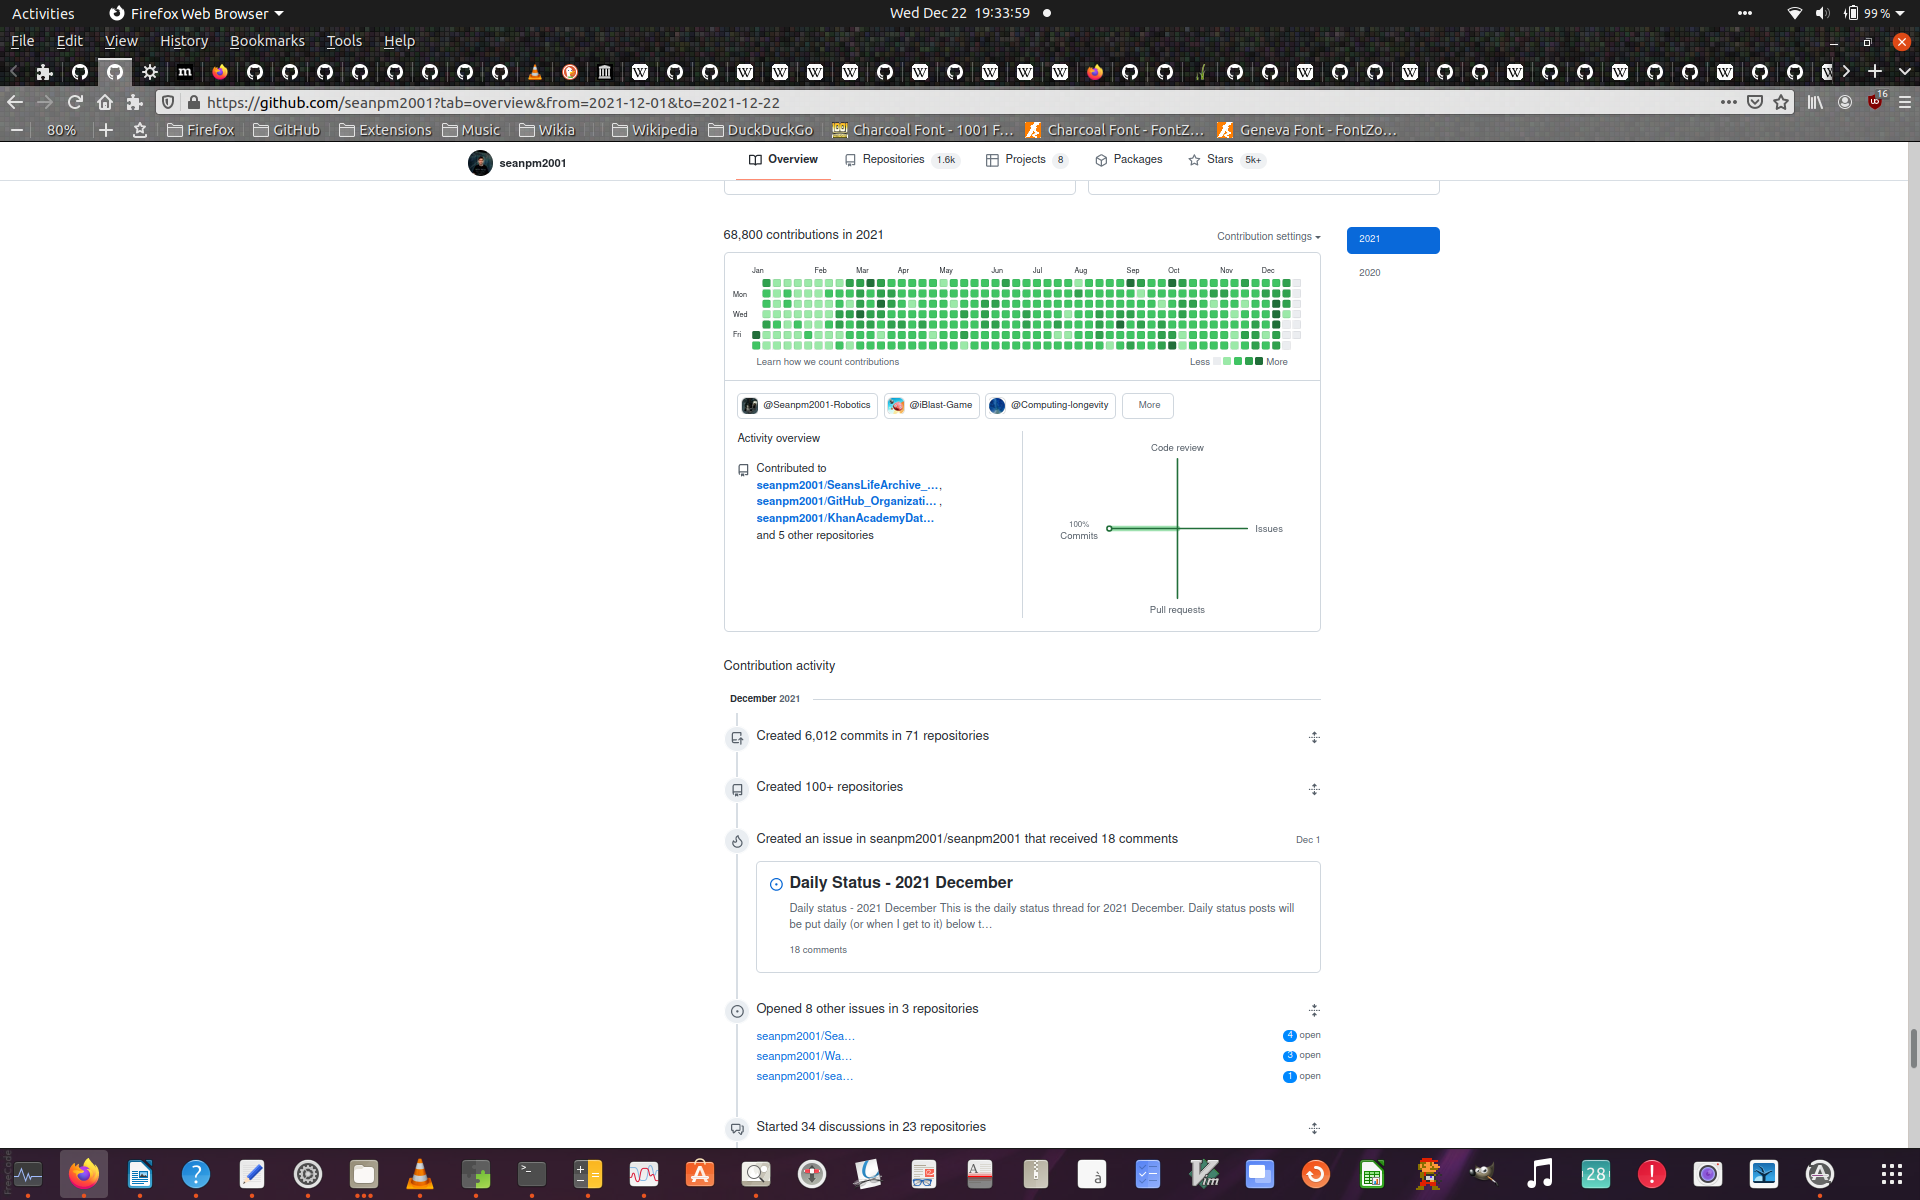 Activities
Firefox Web Browser
Wed Dec 22 19:33:59
99 %
File Edit View History Bookmarks Tools Help
https://github.com/seanpm2001?tab=overview&from=2021-12-01&to=2021-12-22
16
80%
Firefox
GitHub
Extensions
Music
Wikia
Wikipedia
DuckDuckGo
Charcoal Font - 1001 F…
Charcoal Font - FontZ…
Geneva Font - FontZo…
seanpm2001
Overview
Repositories 1.6k
Projects 8
Packages
Stars 5k+
68,800 contributions in 2021
Contribution settings
2021
2020
Jan Feb Mar Apr May Jun Jul Aug Sep Oct Nov Dec
Mon
Wed
Fri
Learn how we count contributions
Less
More
@Seanpm2001-Robotics
@iBlast-Game
@Computing-longevity
More
Activity overview
Contributed to
seanpm2001/SeansLifeArchive_…,
seanpm2001/GitHub_Organizati…,
seanpm2001/KhanAcademyDat…
and 5 other repositories
Code review
100%
Commits
Issues
Pull requests
Contribution activity
December 2021
Created 6,012 commits in 71 repositories
Created 100+ repositories
Created an issue in seanpm2001/seanpm2001 that received 18 comments
Dec 1
Daily Status - 2021 December
Daily status - 2021 December This is the daily status thread for 2021 December. Daily status posts will
be put daily (or when I get to it) below t…
18 comments
Opened 8 other issues in 3 repositories
seanpm2001/Sea…
4 open
seanpm2001/Wa…
3 open
seanpm2001/sea…
1 open
Started 34 discussions in 23 repositories
28